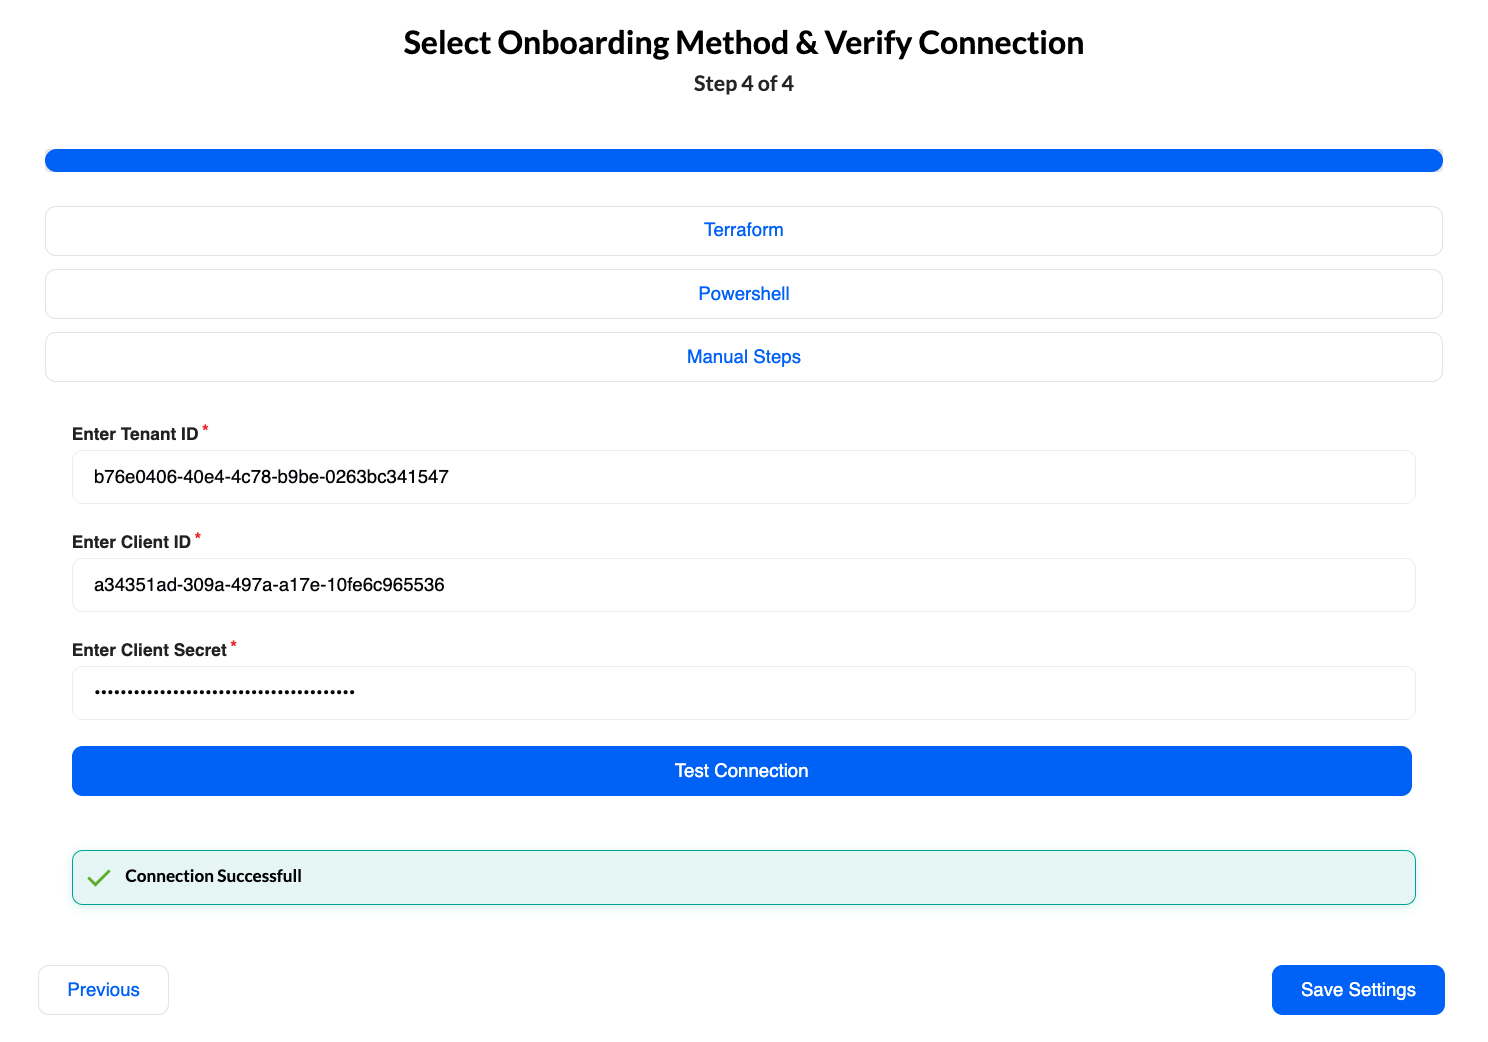 Select Onboarding Method & Verify Connection
Step 4 of 4
Terraform
Powershell
Manual Steps
Enter Tenant ID *
b76e0406-40e4-4c78-b9be-0263bc341547
Enter Client ID *
a34351ad-309a-497a-a17e-10fe6c965536
Enter Client Secret *
••••••••••••••••••••••••••••••••••••••••
Test Connection
Connection Successfull
Previous
Save Settings